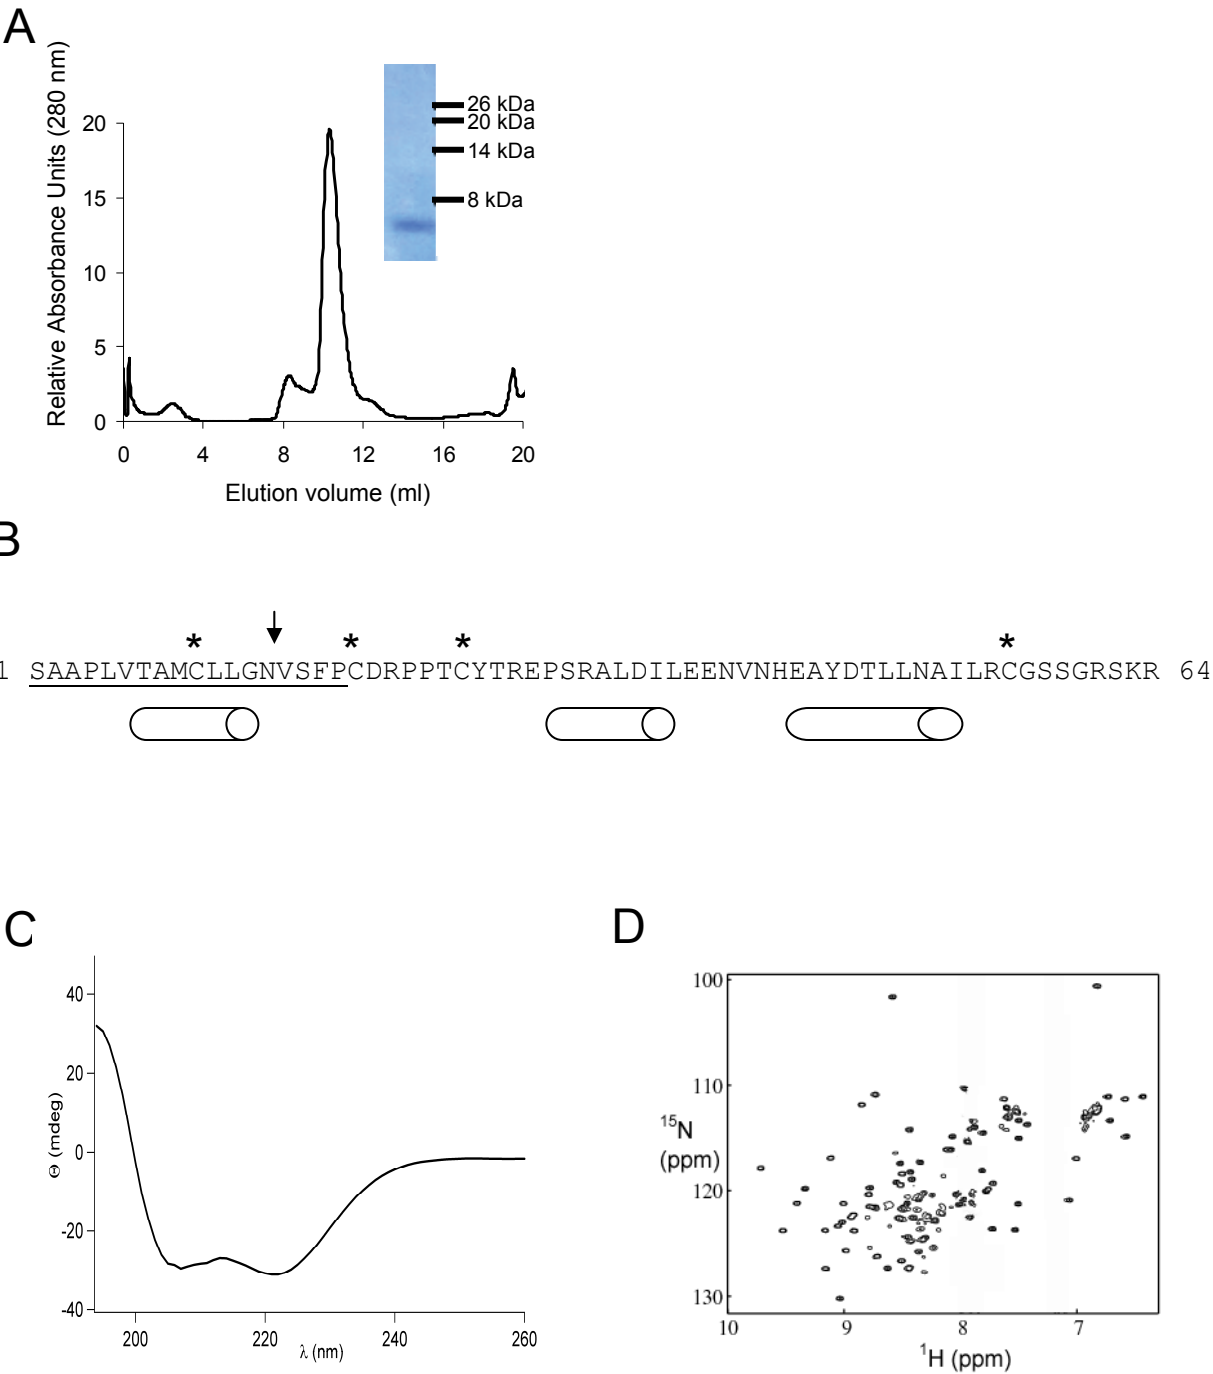 A
Relative Absorbance Units (280 nm)
20
15
10
5
0
0 4 8 12 16 20
Elution volume (ml)
26 kDa
20 kDa
14 kDa
8 kDa
B
* * * *
1 SAAPLVTAMCLLGNVSFPCDRPPTCYTREPSRALDILEENVNHEAYDTLLNAILRCGSSGRSKR 64
C
Θ (mdeg)
40
20
0
-20
-40
200 220 240 260
λ (nm)
D
100
110
120
130
15N
(ppm)
10 9 8 7
1H (ppm)